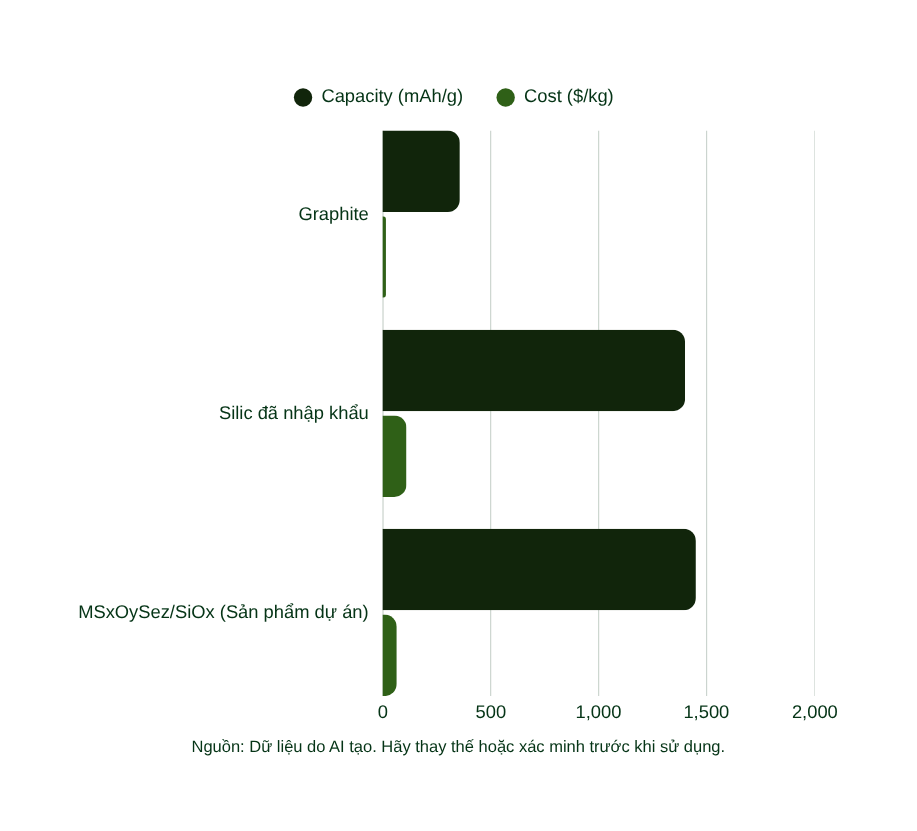 Capacity (mAh/g) Cost ($/kg)
Graphite
Silic đã nhập khẩu
MSxOySez/SiOx (Sản phẩm dự án)
0 500 1,000 1,500 2,000
Nguồn: Dữ liệu do AI tạo. Hãy thay thế hoặc xác minh trước khi sử dụng.